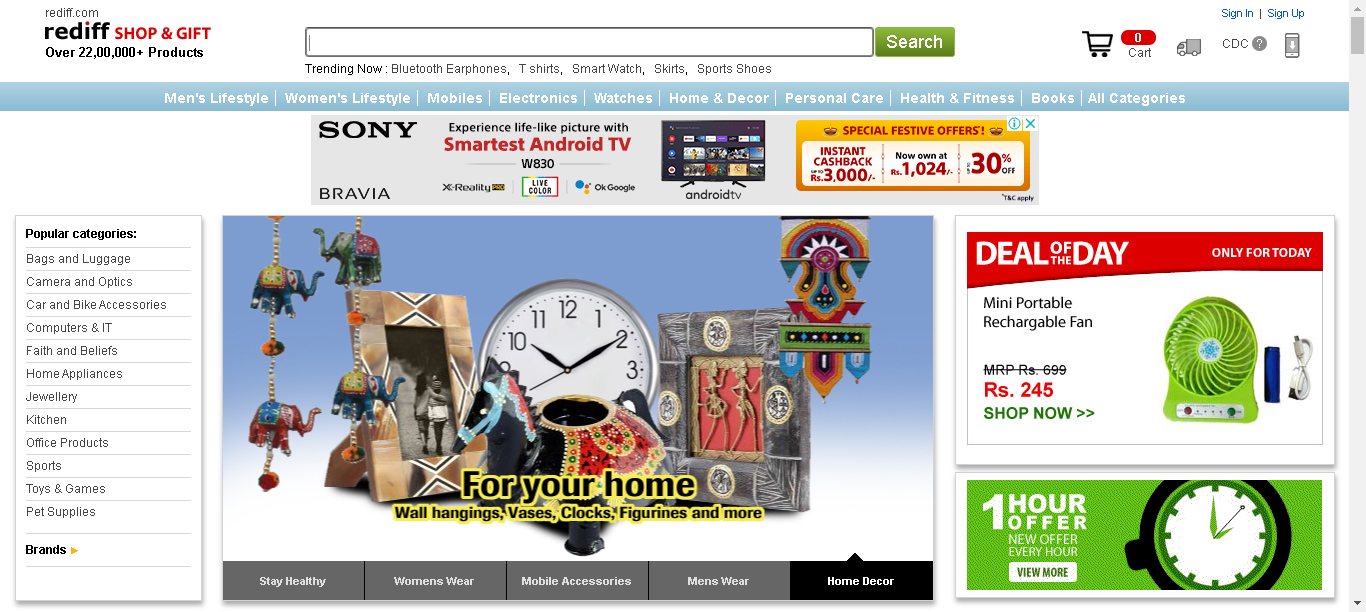 rediff.com
rediff SHOP & GIFT
Over 22,00,000+ Products
Search
Trending Now : Bluetooth Earphones, T shirts, Smart Watch, Skirts, Sports Shoes
Sign In | Sign Up
0
Cart
CDC ?
Men's Lifestyle Women's Lifestyle Mobiles Electronics Watches Home & Decor Personal Care Health & Fitness Books All Categories
SONY
BRAVIA
Experience life-like picture with
Smartest Android TV
W830
X-Reality PRO LIVE COLOR Ok Google
androidtv
SPECIAL FESTIVE OFFERS*!
INSTANT
CASHBACK
UP TO Rs.3,000/-
Now own at
Rs.1,024/-
UP TO 30% OFF
*T&C apply
Popular categories:
Bags and Luggage
Camera and Optics
Car and Bike Accessories
Computers & IT
Faith and Beliefs
Home Appliances
Jewellery
Kitchen
Office Products
Sports
Toys & Games
Pet Supplies
Brands
10 11 12 1 2 3
For your home
Wall hangings, Vases, Clocks, Figurines and more
Stay Healthy Womens Wear Mobile Accessories Mens Wear Home Decor
DEAL OF THE DAY
ONLY FOR TODAY
Mini Portable
Rechargable Fan
MRP Rs. 699
Rs. 245
SHOP NOW >>
1 HOUR
OFFER
NEW OFFER
EVERY HOUR
VIEW MORE